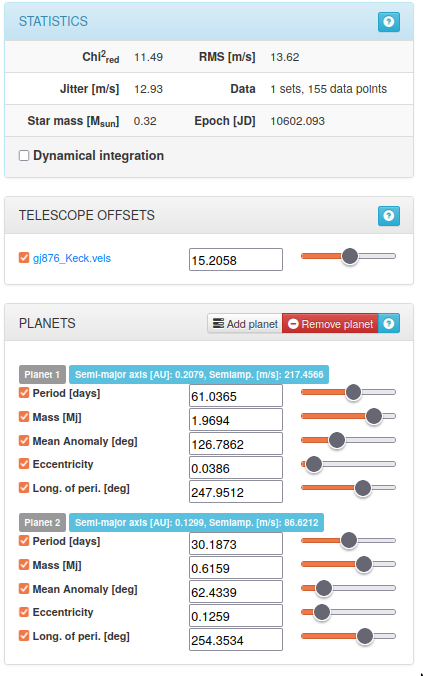 STATISTICS
?
Chi²red 11.49 RMS [m/s] 13.62
Jitter [m/s] 12.93 Data 1 sets, 155 data points
Star mass [Msun] 0.32 Epoch [JD] 10602.093
Dynamical integration
TELESCOPE OFFSETS
?
gj876_Keck.vels 15.2058
PLANETS Add planet Remove planet ?
Planet 1 Semi-major axis [AU]: 0.2079, Semiamp. [m/s]: 217.4566
Period [days] 61.0365
Mass [Mj] 1.9694
Mean Anomaly [deg] 126.7862
Eccentricity 0.0386
Long. of peri. [deg] 247.9512
Planet 2 Semi-major axis [AU]: 0.1299, Semiamp. [m/s]: 86.6212
Period [days] 30.1873
Mass [Mj] 0.6159
Mean Anomaly [deg] 62.4339
Eccentricity 0.1259
Long. of peri. [deg] 254.3534